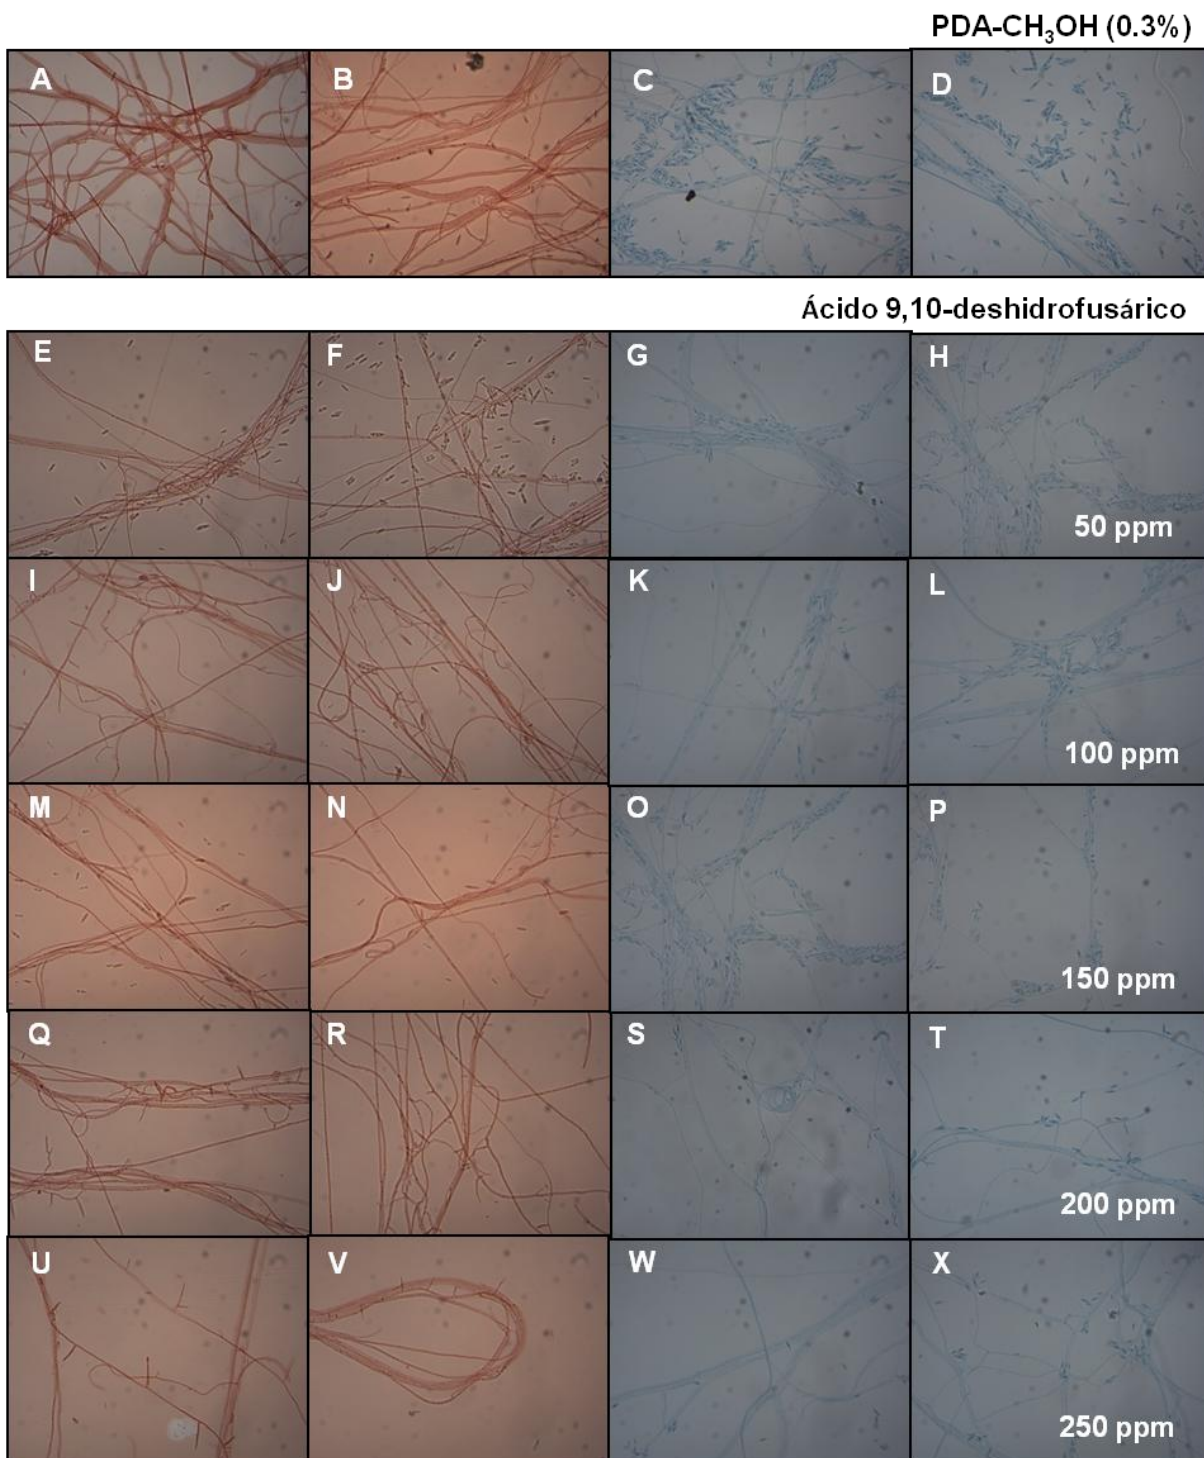 PDA-CH₃OH (0.3%)
A B C D
Ácido 9,10-deshidrofusárico
E F G H
50 ppm
I J K L
100 ppm
M N O P
150 ppm
Q R S T
200 ppm
U V W X
250 ppm